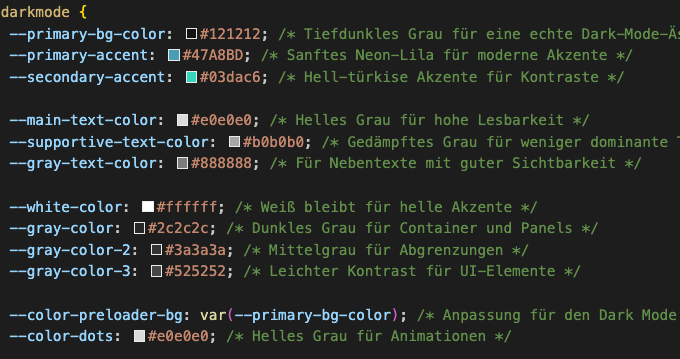 darkmode {
--primary-bg-color: #121212; /* Tiefdunkles Grau für eine echte
--primary-accent: #47A8BD; /* Sanftes Neon-Lila für moderne Akzente */
--secondary-accent: #03dac6; /* Hell-türkise Akzente für Kontraste */
--main-text-color: #e0e0e0; /* Helles Grau für hohe Lesbarkeit */
--supportive-text-color: #b0b0b0; /* Gedämpftes Grau für weniger dominante
--gray-text-color: #888888; /* Für Nebentexte mit guter Sichtbarkeit */
--white-color: #ffffff; /* Weiß bleibt für helle Akzente */
--gray-color: #2c2c2c; /* Dunkles Grau für Container und Panels */
--gray-color-2: #3a3a3a; /* Mittelgrau für Abgrenzungen */
--gray-color-3: #525252; /* Leichter Kontrast für UI-Elemente */
--color-preloader-bg: var(--primary-bg-color); /* Anpassung für den Dark Mode
--color-dots: #e0e0e0; /* Helles Grau für Animationen */